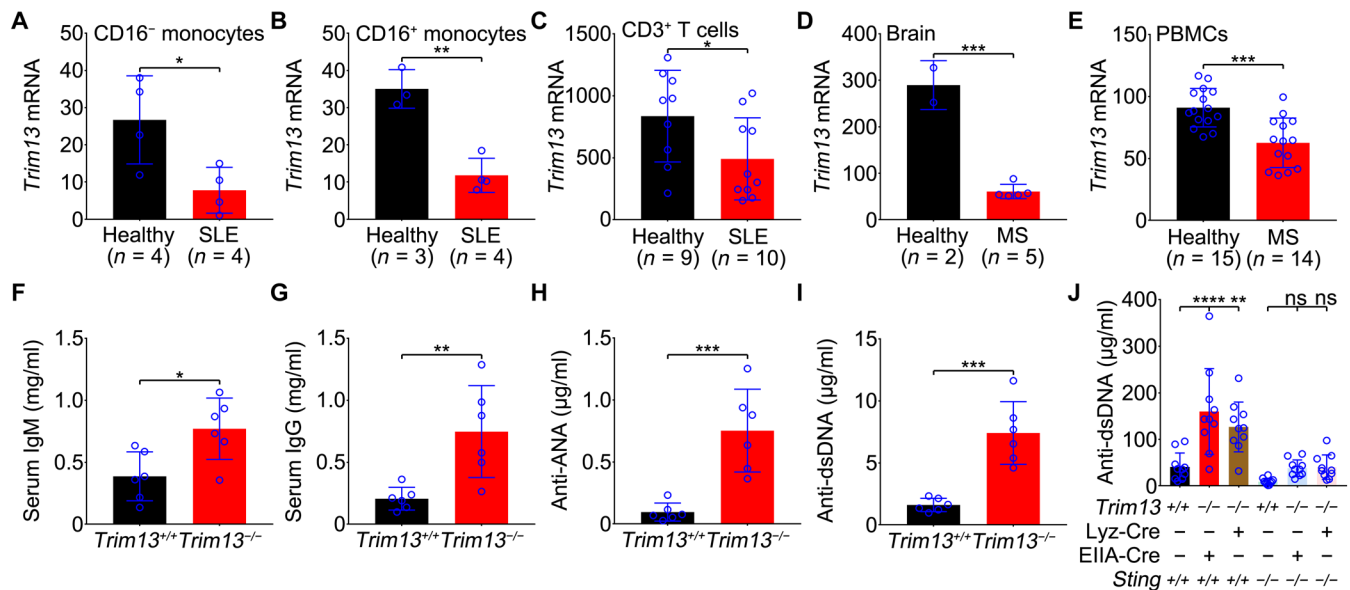 A
CD16⁻ monocytes
Trim13 mRNA
50
40
30
20
10
0
*
Healthy SLE
(n = 4) (n = 4)
B
CD16⁺ monocytes
Trim13 mRNA
50
40
30
20
10
0
**
Healthy SLE
(n = 3) (n = 4)
C
CD3⁺ T cells
Trim13 mRNA
1500
1000
500
0
*
Healthy SLE
(n = 9) (n = 10)
D
Brain
Trim13 mRNA
400
300
200
100
0
***
Healthy MS
(n = 2) (n = 5)
E
PBMCs
Trim13 mRNA
150
100
50
0
***
Healthy MS
(n = 15) (n = 14)
F
Serum IgM (mg/ml)
1.5
1.0
0.5
0
*
Trim13+/+ Trim13−/−
G
Serum IgG (mg/ml)
1.5
1.0
0.5
0
**
Trim13+/+ Trim13−/−
H
Anti-ANA (µg/ml)
1.5
1.0
0.5
0
***
Trim13+/+ Trim13−/−
I
Anti-dsDNA (µg/ml)
15
10
5
0
***
Trim13+/+ Trim13−/−
J
Anti-dsDNA (µg/ml)
400
300
200
100
0
**** ** ns ns
Trim13 +/+ −/− −/− +/+ −/− −/−
Lyz-Cre − − + − − +
EIIA-Cre − + − − + −
Sting +/+ +/+ +/+ −/− −/− −/−